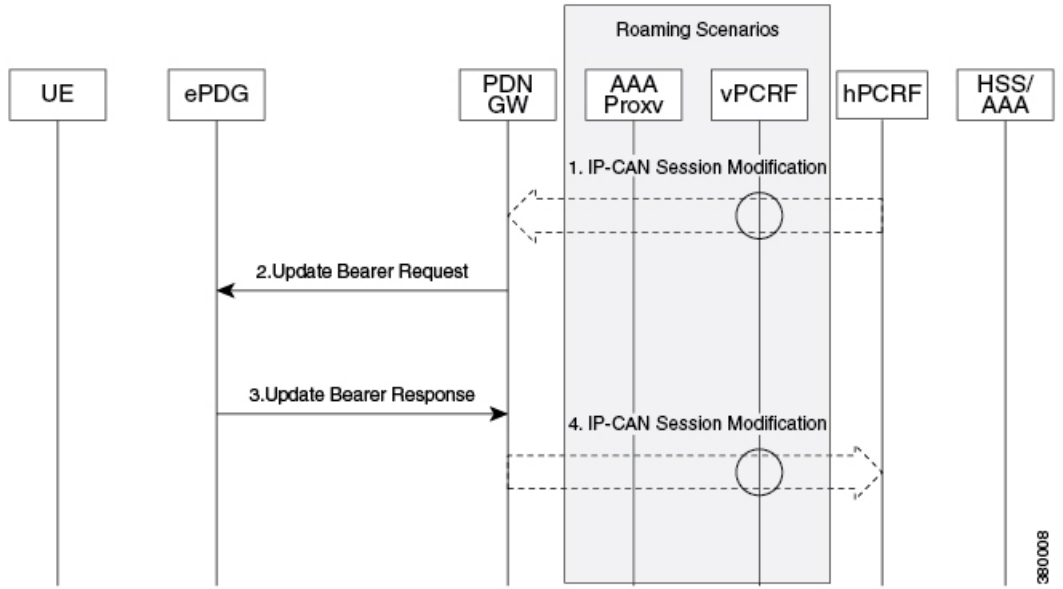 Roaming Scenarios
UE
ePDG
PDN
GW
AAA
Proxv
vPCRF
hPCRF
HSS/
AAA
1. IP-CAN Session Modification
2.Update Bearer Request
3.Update Bearer Response
4. IP-CAN Session Modification
380008